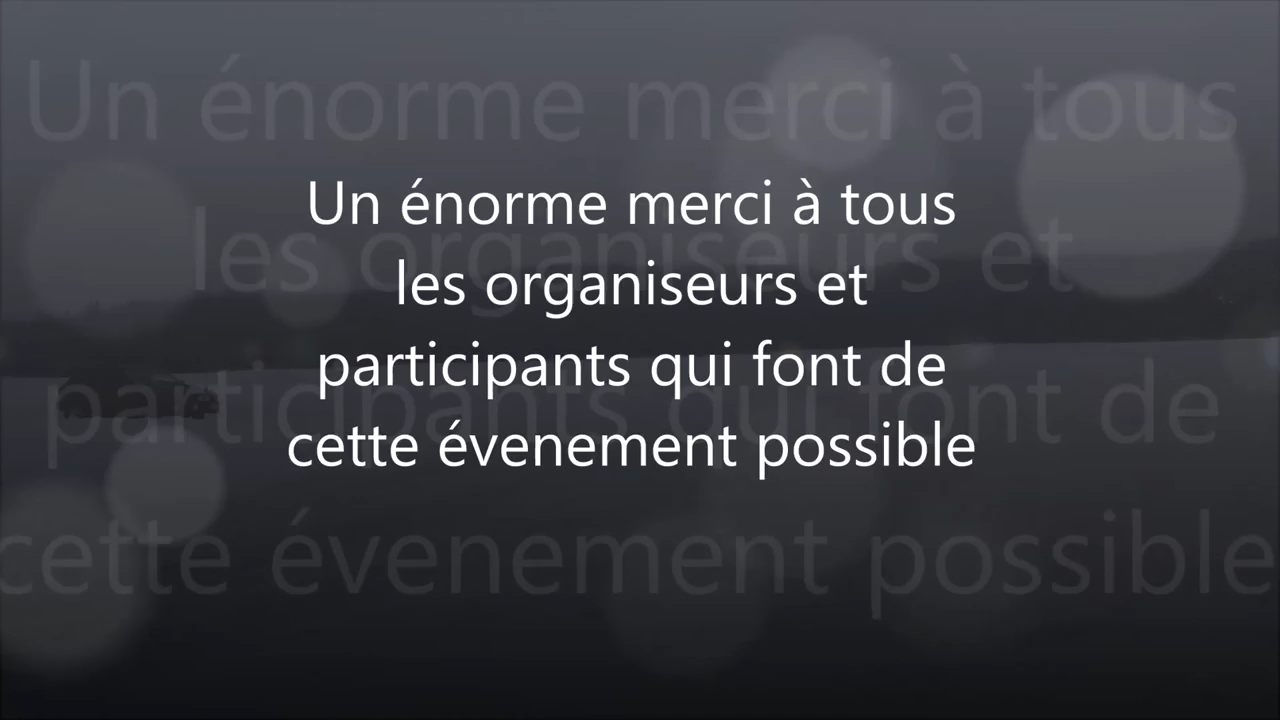 Un énorme merci à tous
les organiseurs et
participants qui font de
cette évenement possible